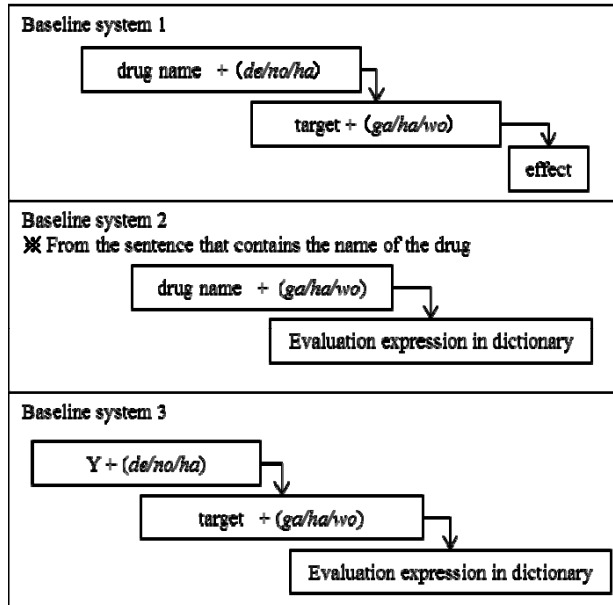 Baseline system 1
drug name + (de/no/ha)
target + (ga/ha/wo)
effect
Baseline system 2
※ From the sentence that contains the name of the drug
drug name + (ga/ha/wo)
Evaluation expression in dictionary
Baseline system 3
Y + (de/no/ha)
target + (ga/ha/wo)
Evaluation expression in dictionary